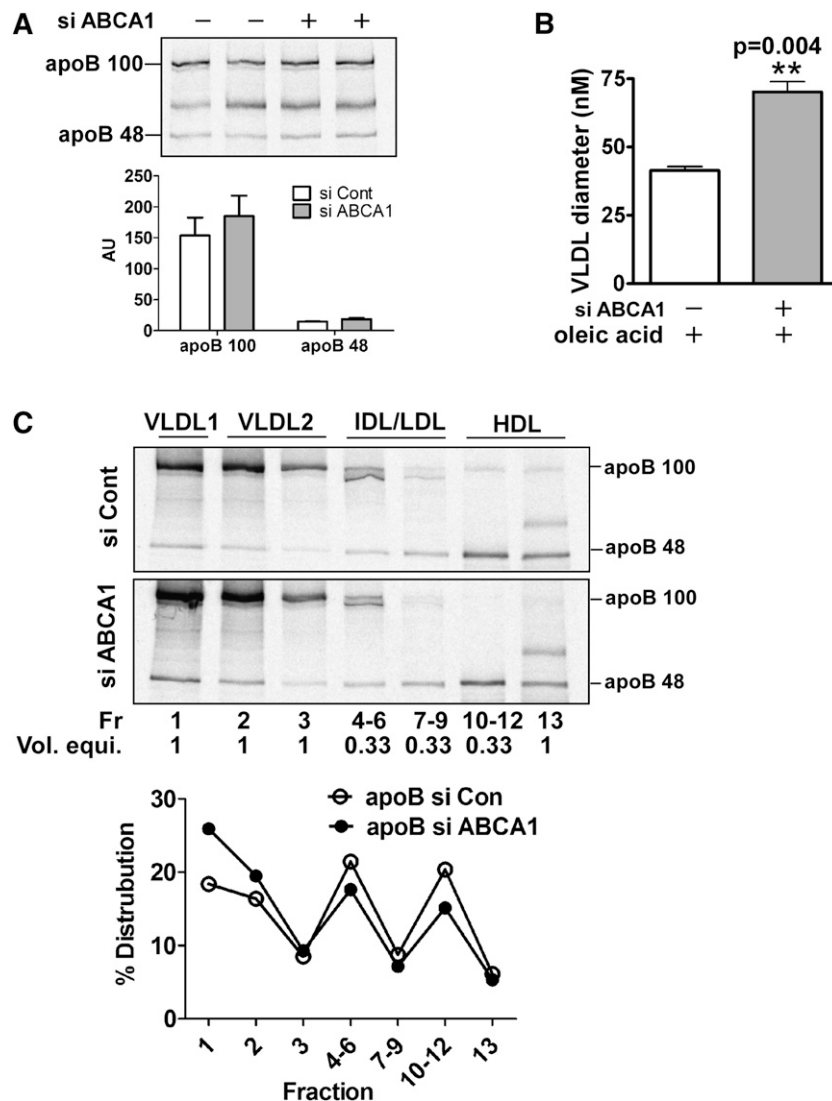 A
si ABCA1 – – + +
apoB 100
apoB 48
250
200
150
100
50
0
AU
si Cont
si ABCA1
apoB 100 apoB 48
B
p=0.004
**
75
50
25
0
VLDL diameter (nM)
si ABCA1 – +
oleic acid + +
C
VLDL1 VLDL2 IDL/LDL HDL
si Cont
apoB 100
apoB 48
si ABCA1
apoB 100
apoB 48
Fr 1 2 3 4-6 7-9 10-12 13
Vol. equi. 1 1 1 0.33 0.33 0.33 1
apoB si Con
apoB si ABCA1
30
20
10
0
% Distrubution
1 2 3 4-6 7-9 10-12 13
Fraction